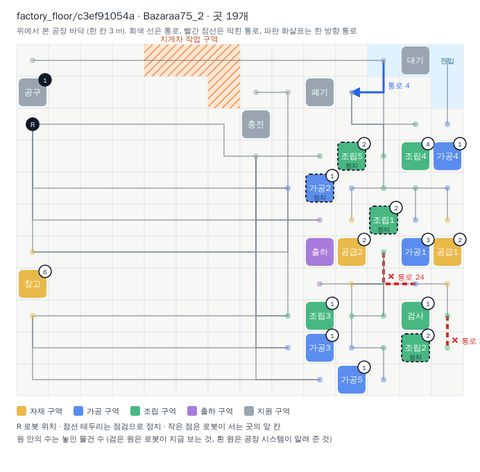 factory_floor/c3ef91054a · Bazaraa75_2 · 곳 19개
위에서 본 공장 바닥 (한 칸 3 m). 회색 선은 통로, 빨간 점선은 막힌 통로, 파란 화살표는 한 방향 통로
지게차 작업 구역
대기
진입
공구
1
폐기
통로 4
충전
R
조립5
정지
2
조립4
4
가공4
1
가공2
정지
1
조립1
정지
2
출하
공급2
2
가공1
3
공급1
2
창고
6
✕ 통로 24
조립3
1
검사
1
가공3
1
조립2
정지
2
✕ 통로
가공5
1
자재 구역
가공 구역
조립 구역
출하 구역
지원 구역
R 로봇 위치 · 점선 테두리는 점검으로 정지 · 작은 점은 로봇이 서는 곳의 앞 칸
원 안의 수는 놓인 물건 수 (검은 원은 로봇이 지금 보는 것, 흰 원은 공장 시스템이 알려 준 것)